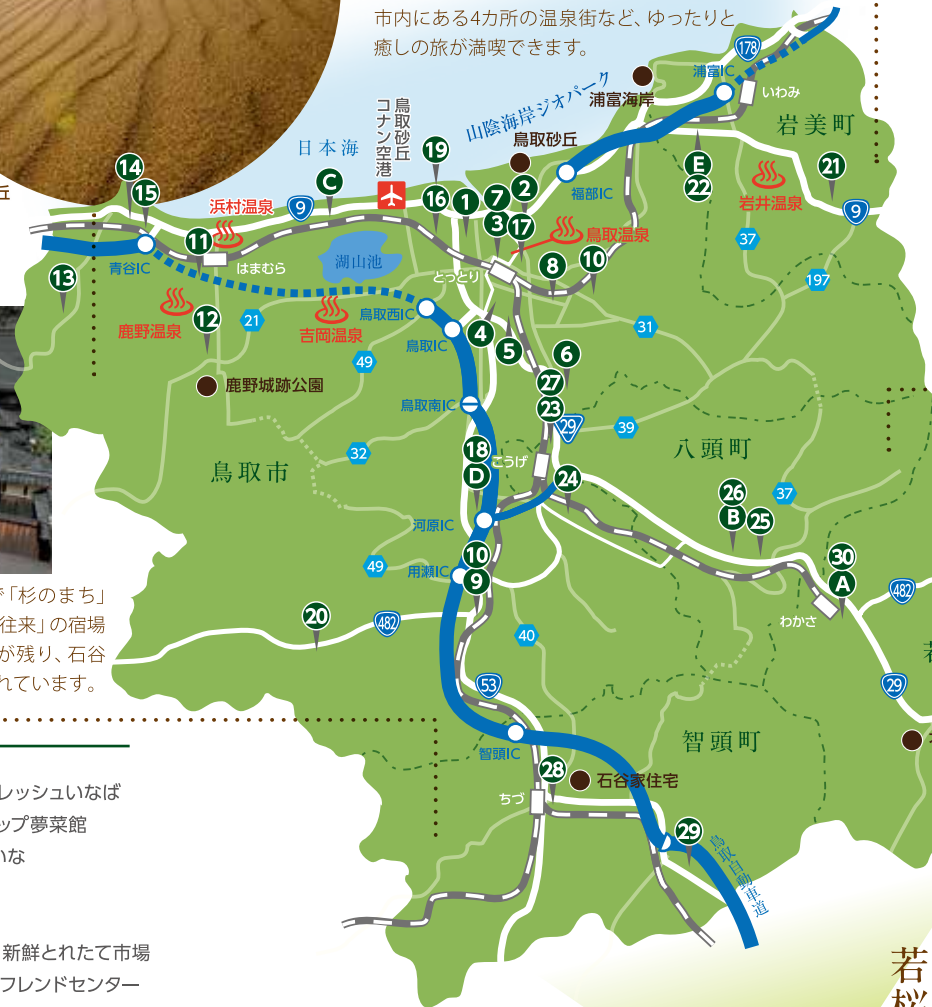 市内にある4カ所の温泉街など、ゆったりと
癒しの旅が満喫できます。
178
浦富IC
いわみ
浦富海岸
山陰海岸ジオパーク
岩美町
鳥取砂丘
コナン空港
日本海
鳥取砂丘
福部IC
19
14
15
C
9
16
1
7
2
3
17
E
22
21
岩井温泉
9
丘
浜村温泉
11
はまむら
湖山池
とっとり
鳥取温泉
8
10
37
197
青谷IC
13
鹿野温泉
12
21
吉岡温泉
鳥取西IC
鳥取IC
4
5
31
49
6
鹿野城跡公園
鳥取南IC
27
23
29
39
鳥取市
32
18
D
こうげ
八頭町
24
26
B
25
37
河原IC
49
用瀬IC
10
9
30
A
482
わかさ
で「杉のまち」
往来」の宿場
が残り、石谷
れています。
20
482
40
53
29
智頭IC
智頭町
28
石谷家住宅
ちづ
29
鳥取自動車道
レッシュいなば
ップ夢菜館
いな
新鮮とれたて市場
フレンドセンター
若桜